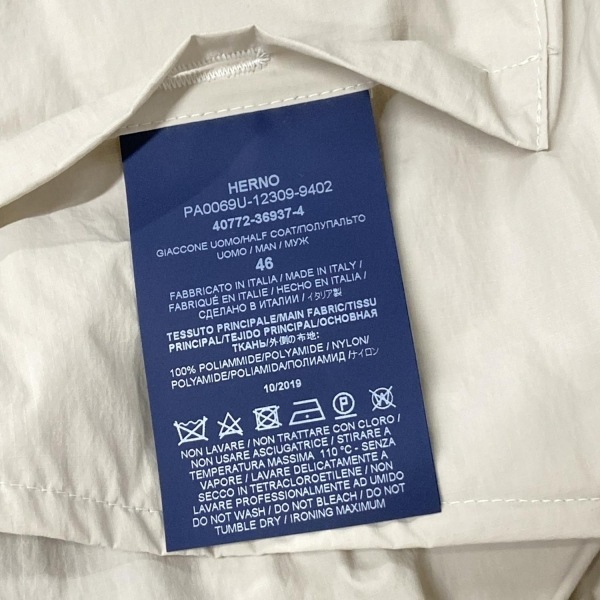 HERNO
PA0069U-12309-9402
40772-36937-4
GIACCONE UOMO/HALF COAT/ПОЛУПАЛЬТО
UOMO / MAN / МУЖ
46
FABBRICATO IN ITALIA / MADE IN ITALY /
FABRIQUÉ EN ITALIE / HECHO EN ITALIA /
СДЕЛАНО В ИТАЛИИ / イタリア製
TESSUTO PRINCIPALE/MAIN FABRIC/TISSU
PRINCIPAL/TEJIDO PRINCIPAL/ОСНОВНАЯ
ТКАНЬ/外側の布地:
100% POLIAMMIDE/POLYAMIDE / NYLON/
POLYAMIDE/POLIAMIDA/ПОЛИАМИД /ナイロン
10/2019
P
NON LAVARE / NON TRATTARE CON CLORO /
NON USARE ASCIUGATRICE / STIRARE A
TEMPERATURA MASSIMA 110°C - SENZA
VAPORE / LAVARE DELICATAMENTE A
SECCO IN TETRACLOROETILENE / NON
LAVARE PROFESSIONALMENTE AD UMIDO
/ DO NOT WASH / DO NOT BLEACH / DO NOT
TUMBLE DRY / IRONING MAXIMUM